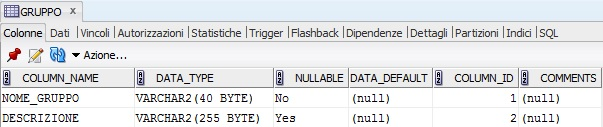 GRUPPO x
Colonne Dati Vincoli Autorizzazioni Statistiche Trigger Flashback Dipendenze Dettagli Partizioni Indici SQL
Azione...
COLUMN_NAME DATA_TYPE NULLABLE DATA_DEFAULT COLUMN_ID COMMENTS
NOME_GRUPPO VARCHAR2(40 BYTE) No (null) 1 (null)
DESCRIZIONE VARCHAR2(255 BYTE) Yes (null) 2 (null)